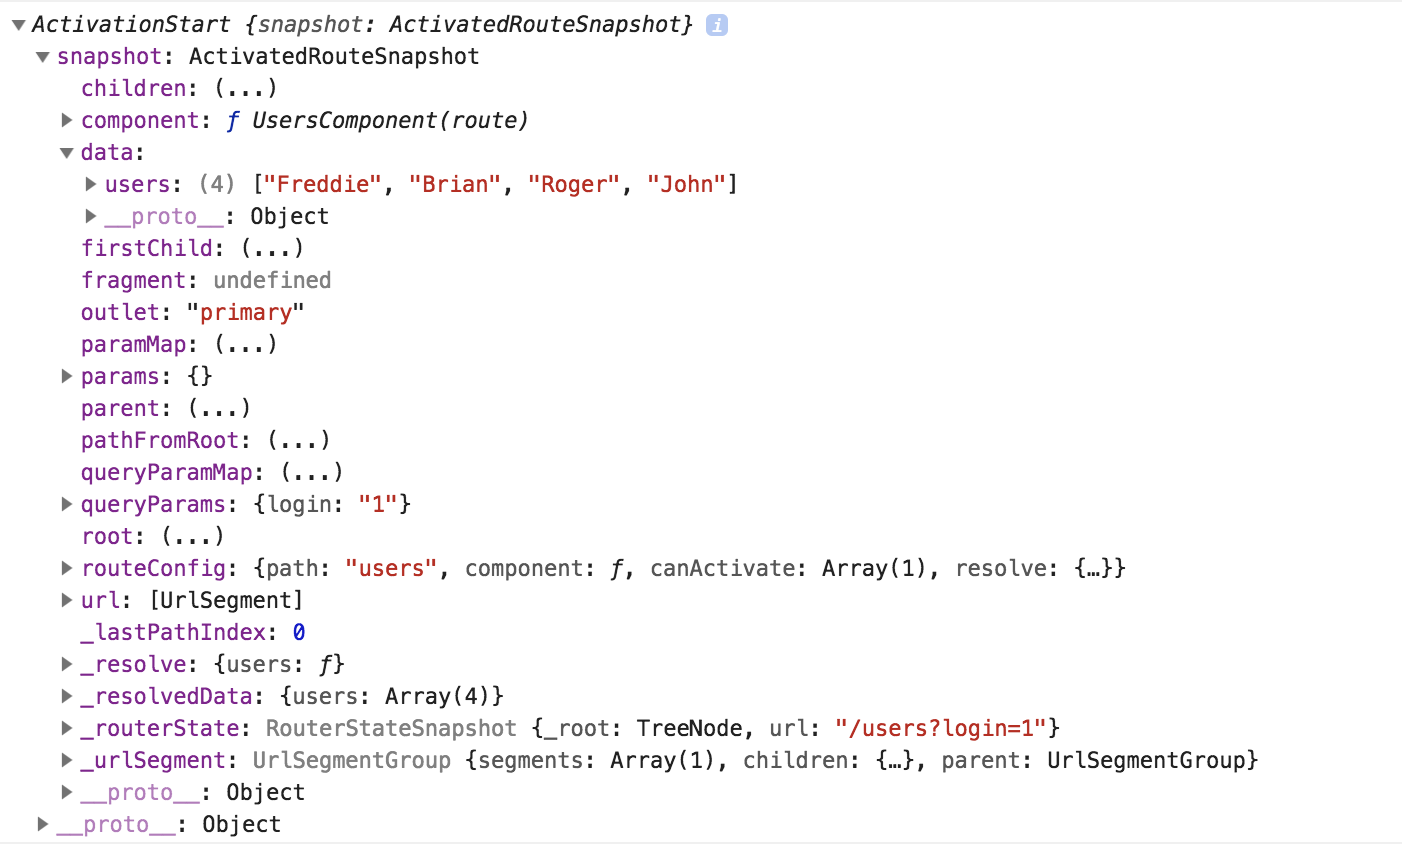 ActivationStart {snapshot: ActivatedRouteSnapshot} i
snapshot: ActivatedRouteSnapshot
children: (...)
component: ƒ UsersComponent(route)
data:
users: (4) ["Freddie", "Brian", "Roger", "John"]
__proto__: Object
firstChild: (...)
fragment: undefined
outlet: "primary"
paramMap: (...)
params: {}
parent: (...)
pathFromRoot: (...)
queryParamMap: (...)
queryParams: {login: "1"}
root: (...)
routeConfig: {path: "users", component: ƒ, canActivate: Array(1), resolve: {…}}
url: [UrlSegment]
_lastPathIndex: 0
_resolve: {users: ƒ}
_resolvedData: {users: Array(4)}
_routerState: RouterStateSnapshot {_root: TreeNode, url: "/users?login=1"}
_urlSegment: UrlSegmentGroup {segments: Array(1), children: {…}, parent: UrlSegmentGroup}
__proto__: Object
__proto__: Object